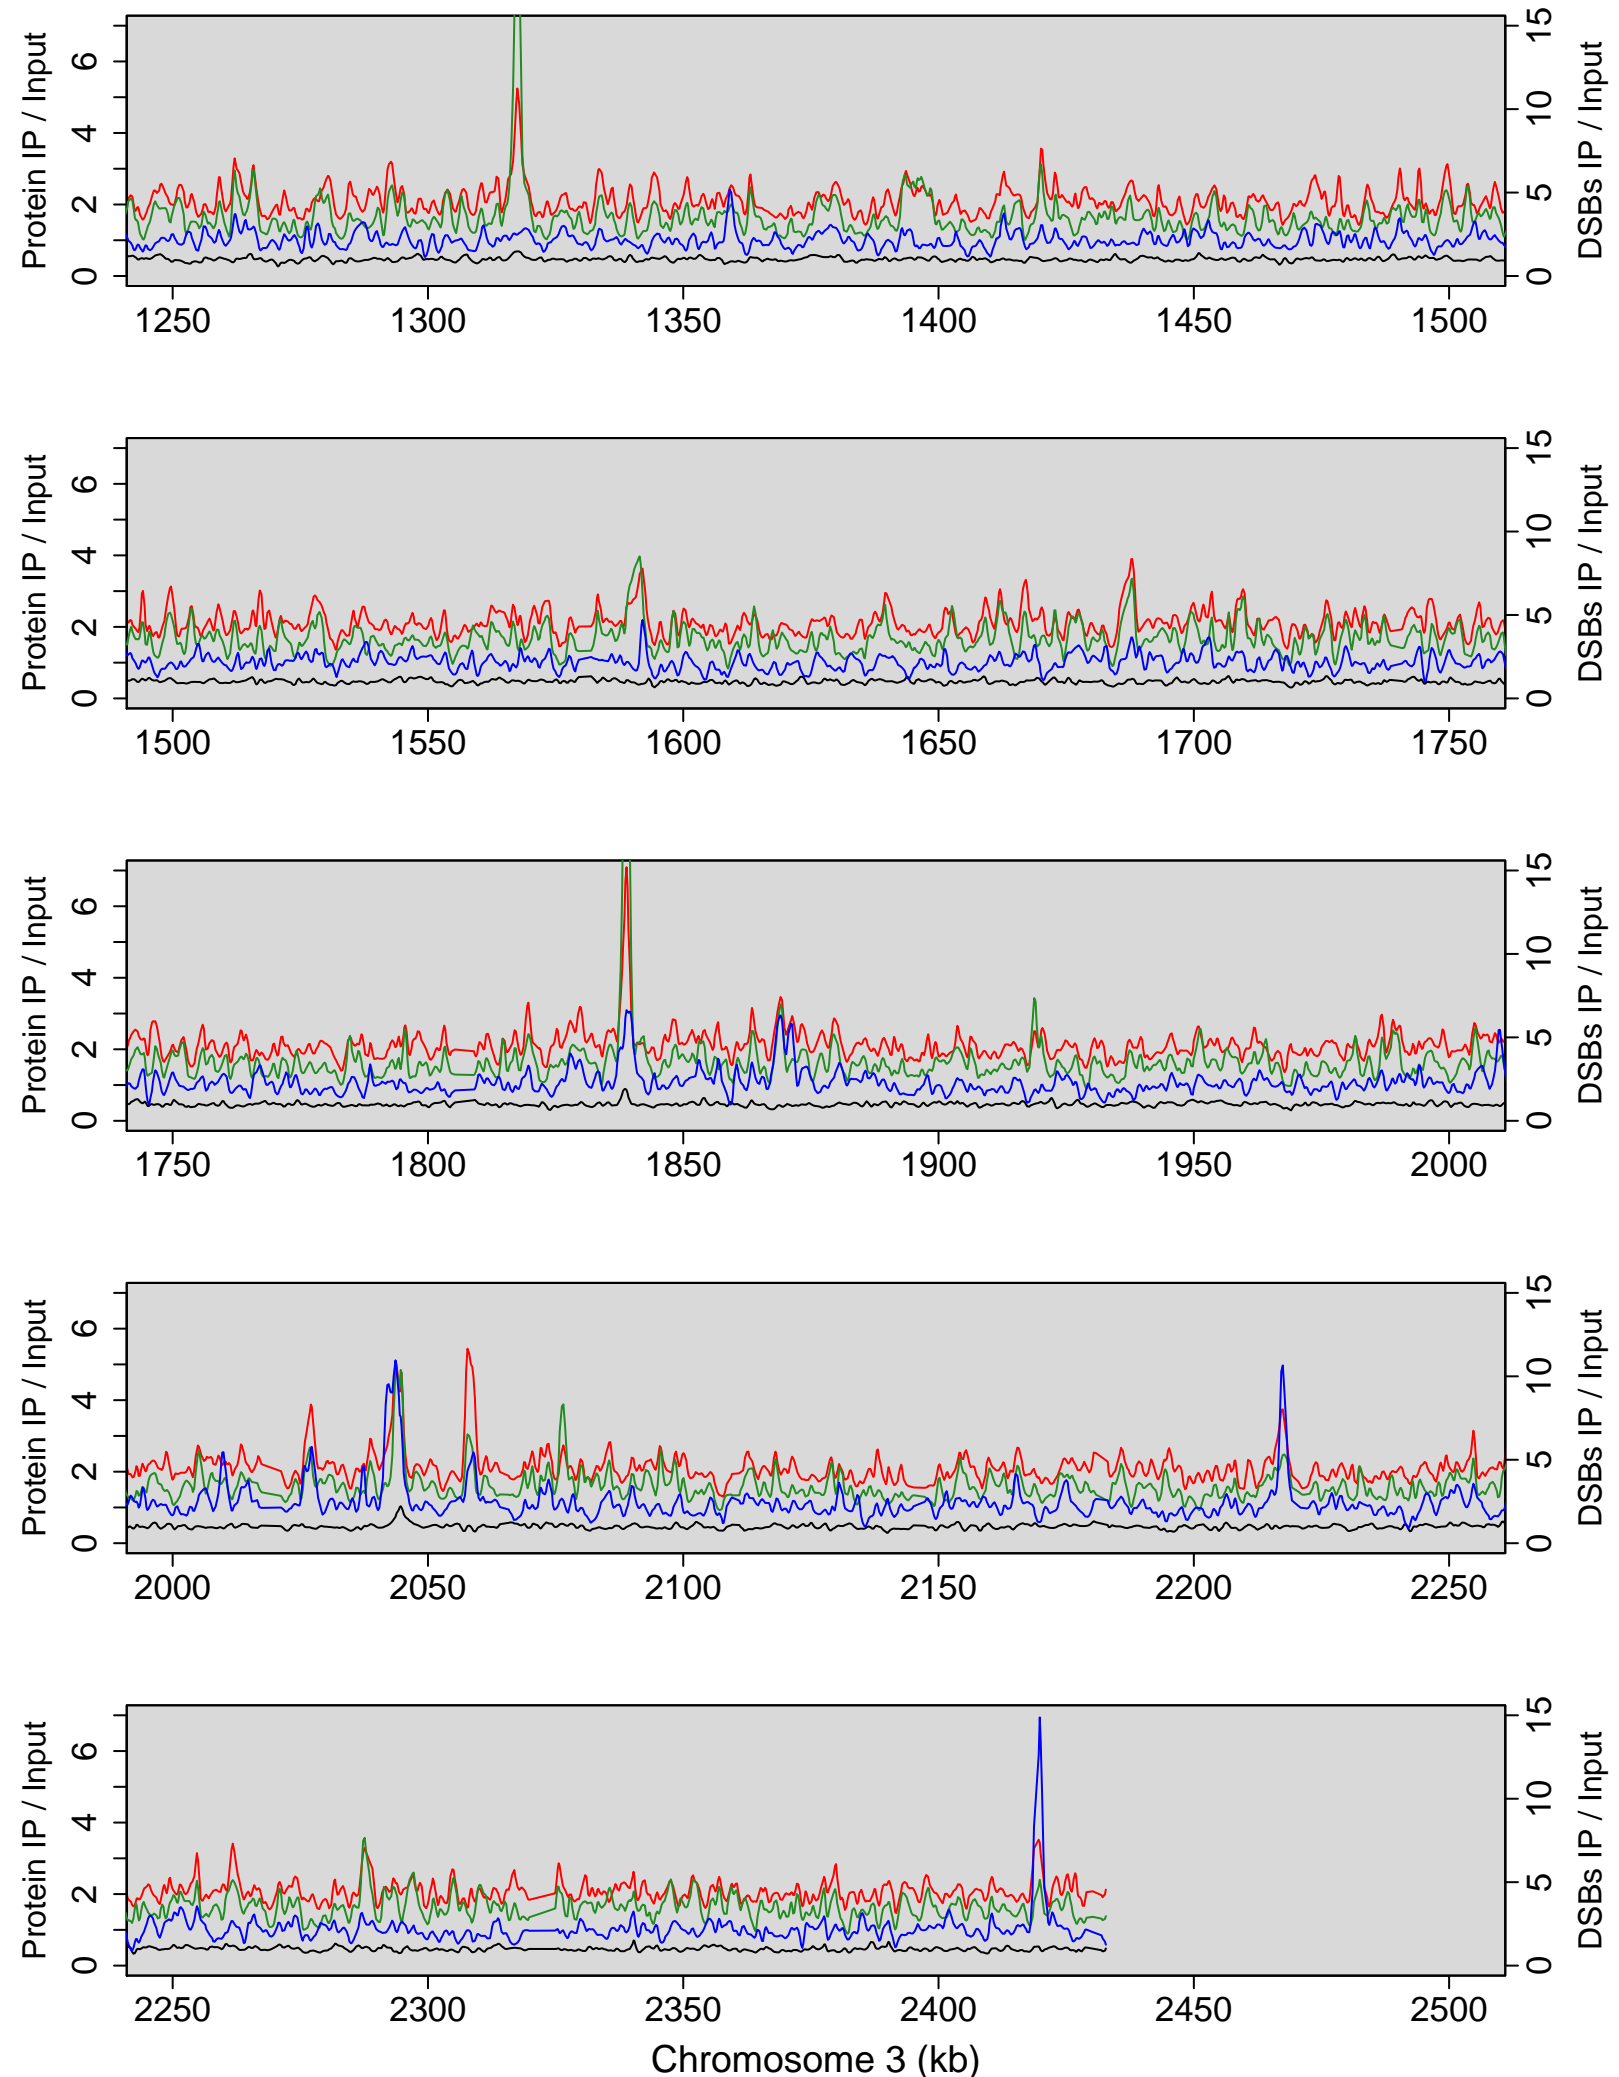 Protein IP / Input
0 2 4 6
0 5 10 15
DSBs IP / Input
1250 1300 1350 1400 1450 1500
Protein IP / Input
0 2 4 6
0 5 10 15
DSBs IP / Input
1500 1550 1600 1650 1700 1750
Protein IP / Input
0 2 4 6
0 5 10 15
DSBs IP / Input
1750 1800 1850 1900 1950 2000
Protein IP / Input
0 2 4 6
0 5 10 15
DSBs IP / Input
2000 2050 2100 2150 2200 2250
Protein IP / Input
0 2 4 6
0 5 10 15
DSBs IP / Input
2250 2300 2350 2400 2450 2500
Chromosome 3 (kb)